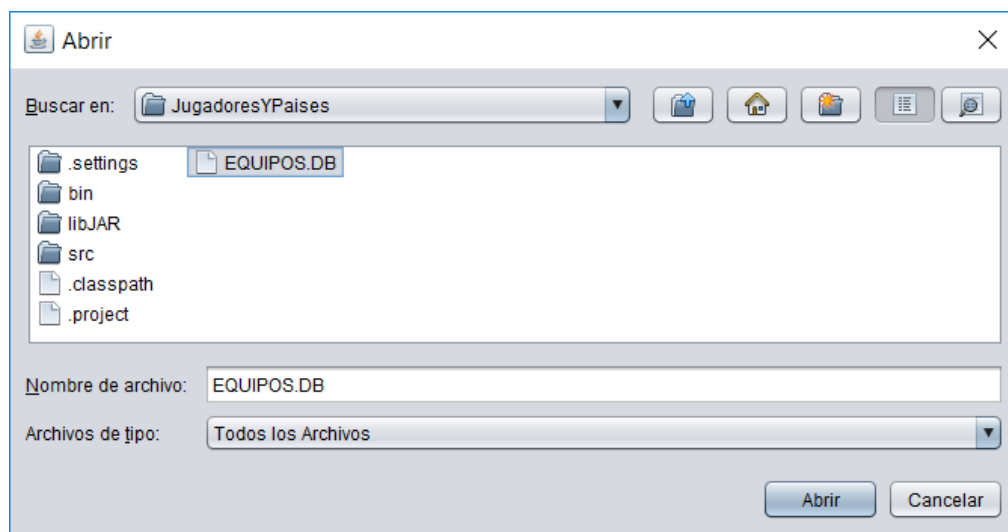 Abrir
Buscar en: JugadoresYPaises
.settings EQUIPOS.DB
bin
libJAR
src
.classpath
.project
Nombre de archivo: EQUIPOS.DB
Archivos de tipo: Todos los Archivos
Abrir Cancelar